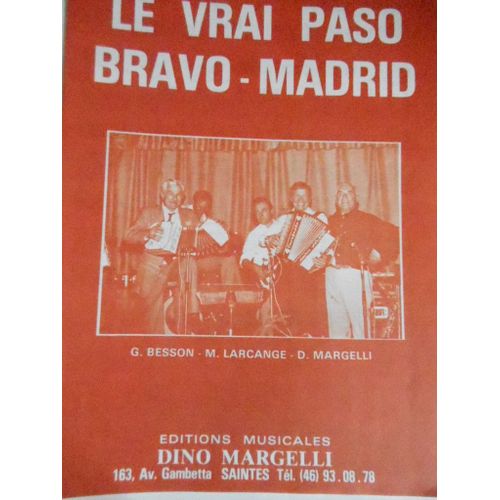 LE VRAI PASO
BRAVO - MADRID
G. BESSON - M. LARCANGE - D. MARGELLI
EDITIONS MUSICALES
DINO MARGELLI
163, Av. Gambetta SAINTES Tél. (46) 93.08.78